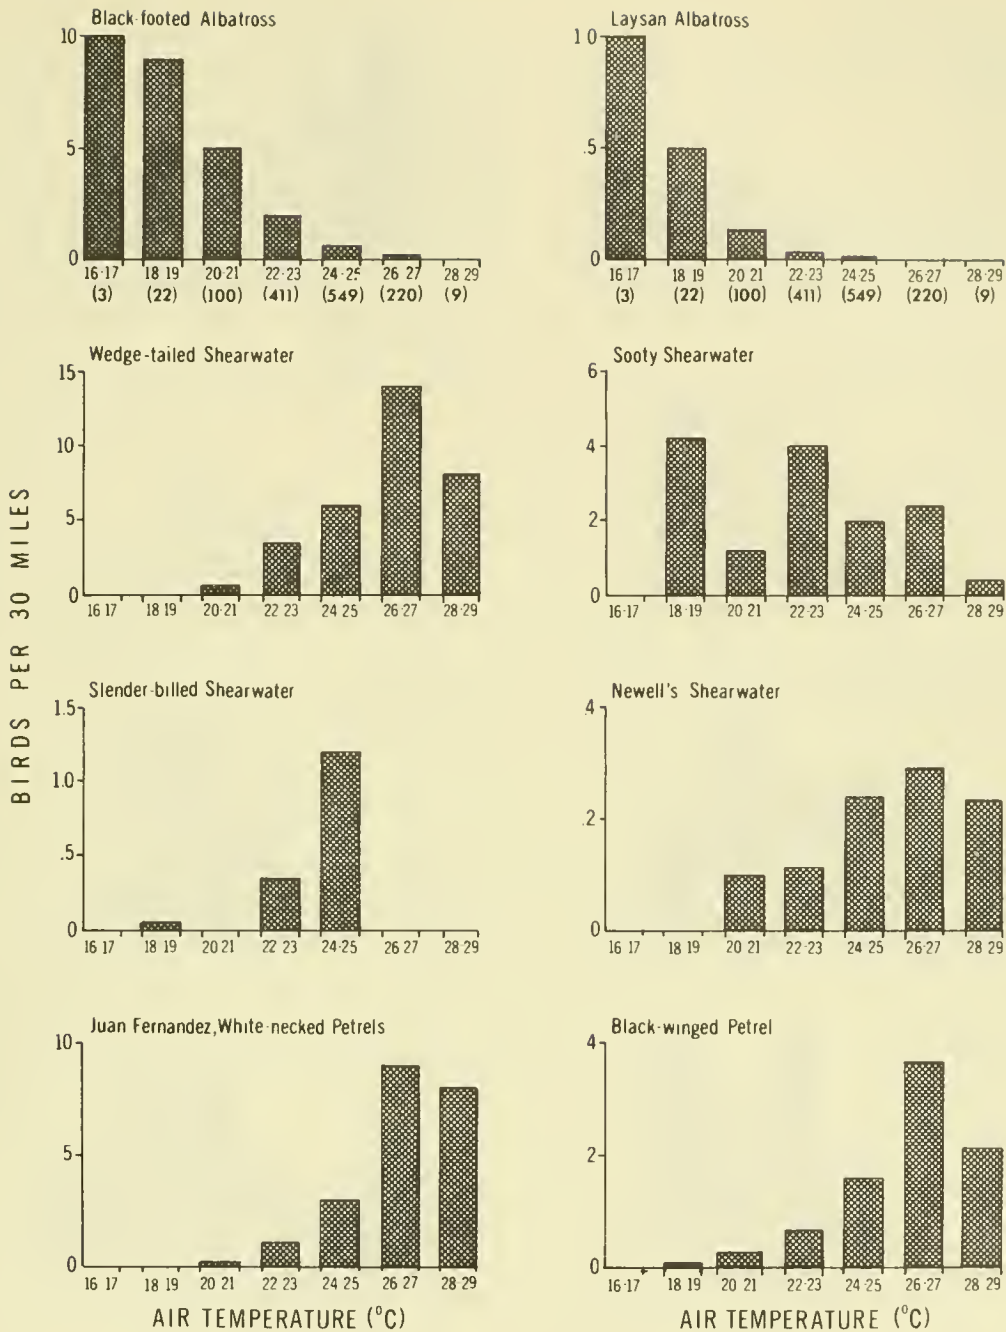 Black-footed Albatross
10
5
0
16-17 18 19 20-21 22-23 24-25 26 27 28 29
(3) (22) (100) (411) (549) (220) (9)
Laysan Albatross
1 0
.5
0
16 17 18 19 20-21 22-23 24-25 26-27 28-29
(3) (22) (100) (411) (549) (220) (9)
Wedge-tailed Shearwater
15
10
5
0
16 17 18 19 20-21 22 23 24 25 26-27 28-29
Sooty Shearwater
6
4
2
0
16-17 18-19 20 21 22-23 24 25 26-27 28 29
BIRDS PER 30 MILES
Slender-billed Shearwater
1.5
1.0
.5
0
16 17 18 19 20 21 22 23 24-25 26 27 28 29
Newell's Shearwater
.4
.2
0
16 17 18 19 20 21 22-23 24 25 26-27 28 29
Juan Fernandez, White-necked Petrels
10
5
0
16 17 18 19 20 21 22 23 24 25 26 27 28-29
AIR TEMPERATURE (°C)
Black-winged Petrel
4
2
0
16-17 18 19 20-21 22-23 24-25 26-27 28 29
AIR TEMPERATURE (°C)